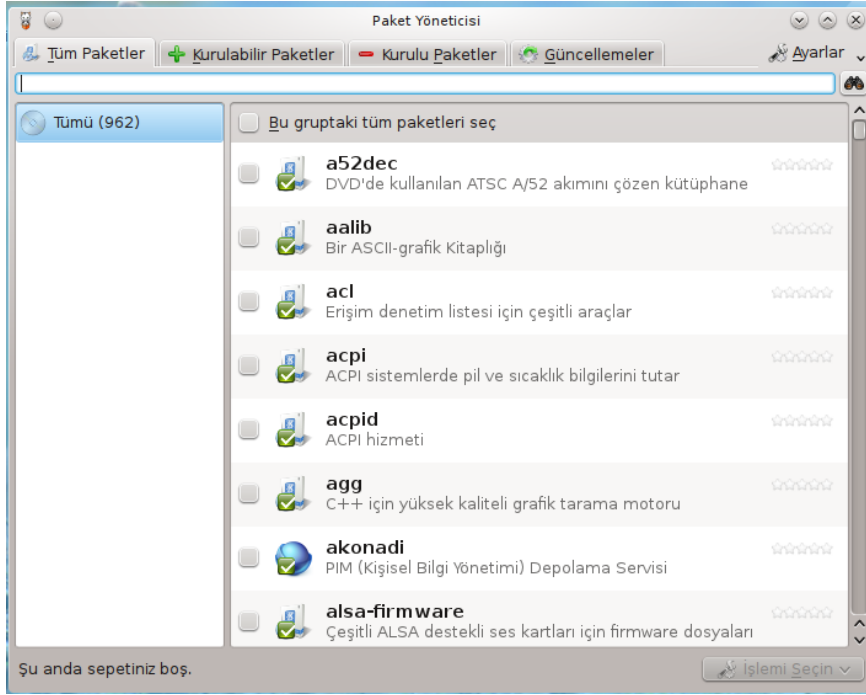 Paket Yöneticisi
Tüm Paketler
Kurulabilir Paketler
Kurulu Paketler
Güncellemeler
Ayarlar
Tümü (962)
Bu gruptaki tüm paketleri seç
a52dec
DVD'de kullanılan ATSC A/52 akımını çözen kütüphane
aalib
Bir ASCII-grafik Kitaplığı
acl
Erişim denetim listesi için çeşitli araçlar
acpi
ACPI sistemlerde pil ve sıcaklık bilgilerini tutar
acpid
ACPI hizmeti
agg
C++ için yüksek kaliteli grafik tarama motoru
akonadi
PIM (Kişisel Bilgi Yönetimi) Depolama Servisi
alsa-firmware
Çeşitli ALSA destekli ses kartları için firmware dosyaları
Şu anda sepetiniz boş.
İşlemi Seçin